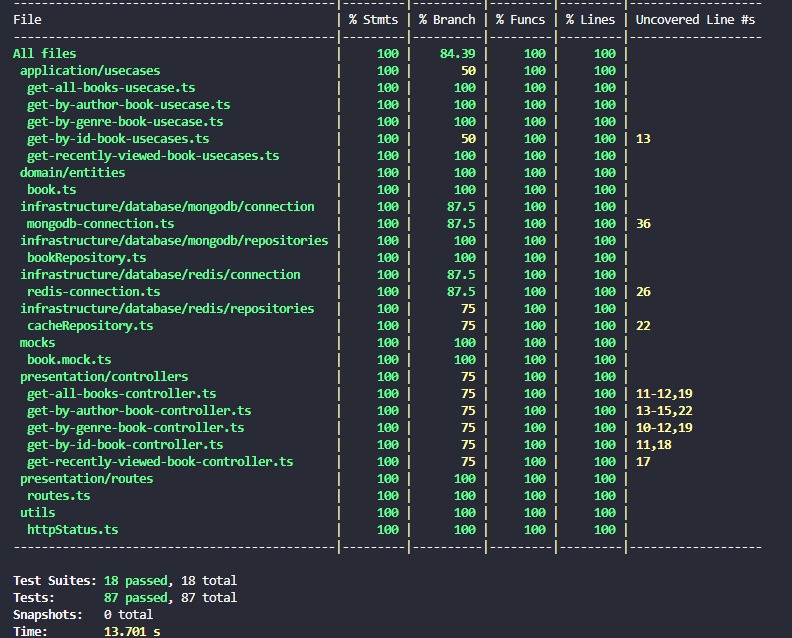 -----------------------------------------------|---------|----------|---------|---------|-------------------
File                                           | % Stmts | % Branch | % Funcs | % Lines | Uncovered Line #s
-----------------------------------------------|---------|----------|---------|---------|-------------------
All files                                      |     100 |    84.39 |     100 |     100 |
 application/usecases                          |     100 |       50 |     100 |     100 |
  get-all-books-usecase.ts                     |     100 |      100 |     100 |     100 |
  get-by-author-book-usecase.ts                |     100 |      100 |     100 |     100 |
  get-by-genre-book-usecase.ts                 |     100 |      100 |     100 |     100 |
  get-by-id-book-usecases.ts                   |     100 |       50 |     100 |     100 | 13
  get-recently-viewed-book-usecases.ts         |     100 |      100 |     100 |     100 |
 domain/entities                               |     100 |      100 |     100 |     100 |
  book.ts                                      |     100 |      100 |     100 |     100 |
 infrastructure/database/mongodb/connection    |     100 |     87.5 |     100 |     100 |
  mongodb-connection.ts                        |     100 |     87.5 |     100 |     100 | 36
 infrastructure/database/mongodb/repositories  |     100 |      100 |     100 |     100 |
  bookRepository.ts                            |     100 |      100 |     100 |     100 |
 infrastructure/database/redis/connection      |     100 |     87.5 |     100 |     100 |
  redis-connection.ts                          |     100 |     87.5 |     100 |     100 | 26
 infrastructure/database/redis/repositories    |     100 |       75 |     100 |     100 |
  cacheRepository.ts                           |     100 |       75 |     100 |     100 | 22
 mocks                                         |     100 |      100 |     100 |     100 |
  book.mock.ts                                 |     100 |      100 |     100 |     100 |
 presentation/controllers                      |     100 |       75 |     100 |     100 |
  get-all-books-controller.ts                  |     100 |       75 |     100 |     100 | 11-12,19
  get-by-author-book-controller.ts             |     100 |       75 |     100 |     100 | 13-15,22
  get-by-genre-book-controller.ts              |     100 |       75 |     100 |     100 | 10-12,19
  get-by-id-book-controller.ts                 |     100 |       75 |     100 |     100 | 11,18
  get-recently-viewed-book-controller.ts       |     100 |       75 |     100 |     100 | 17
 presentation/routes                           |     100 |      100 |     100 |     100 |
  routes.ts                                    |     100 |      100 |     100 |     100 |
 utils                                         |     100 |      100 |     100 |     100 |
  httpStatus.ts                                |     100 |      100 |     100 |     100 |
-----------------------------------------------|---------|----------|---------|---------|-------------------
Test Suites: 18 passed, 18 total
Tests:       87 passed, 87 total
Snapshots:   0 total
Time:        13.701 s